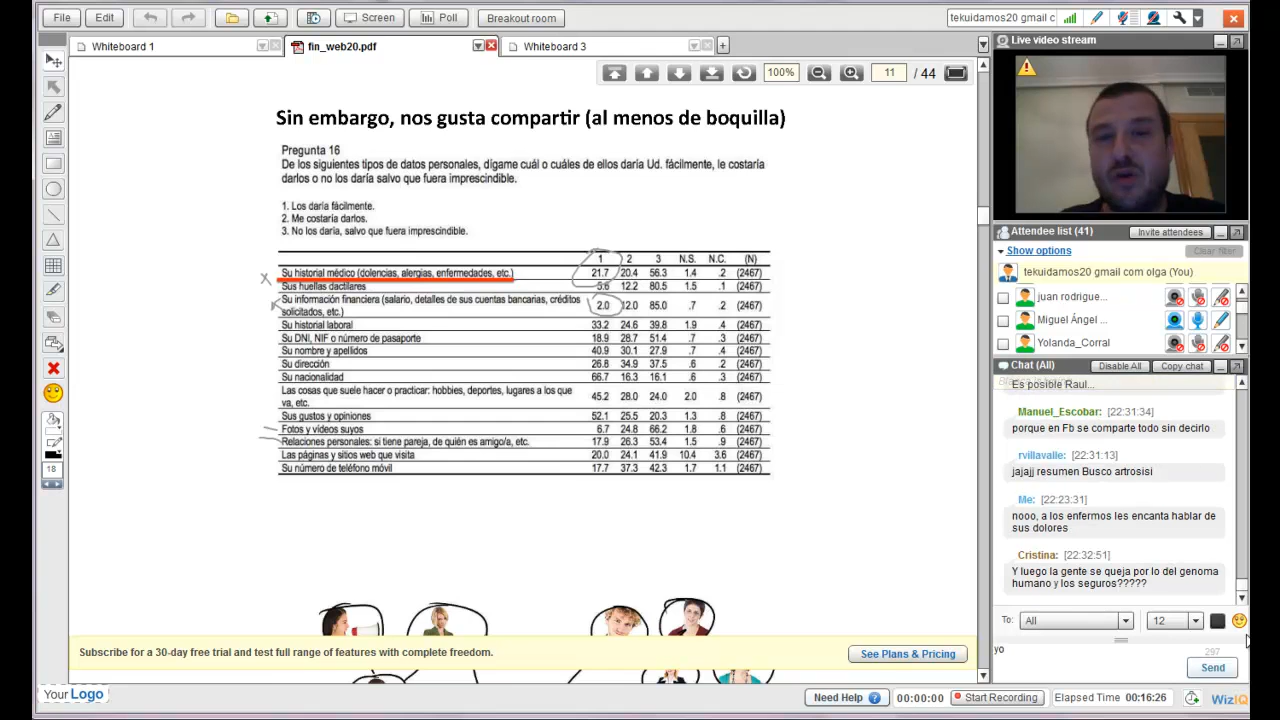 File Edit Screen Poll Breakout room tekuidamos20 gmail c
Whiteboard 1 fin_web20.pdf Whiteboard 3
100% 11 / 44
Sin embargo, nos gusta compartir (al menos de boquilla)
Pregunta 16
De los siguientes tipos de datos personales, dígame cuál o cuáles de ellos daría Ud. fácilmente, le costaría
darlos o no los daría salvo que fuera imprescindible.
1. Los daría fácilmente.
2. Me costaría darlos.
3. No los daría, salvo que fuera imprescindible.
1 2 3 N.S. N.C. (N)
Su historial médico (dolencias, alergias, enfermedades, etc.) 21.7 20.4 56.3 1.4 .2 (2467)
Sus huellas dactilares 5.6 12.2 80.5 1.5 .1 (2467)
Su información financiera (salario, detalles de sus cuentas bancarias, créditos
solicitados, etc.) 2.0 12.0 85.0 .7 .2 (2467)
Su historial laboral 33.2 24.6 39.8 1.9 .4 (2467)
Su DNI, NIF o número de pasaporte 18.9 28.7 51.4 .7 .3 (2467)
Su nombre y apellidos 40.9 30.1 27.9 .7 .4 (2467)
Su dirección 26.8 34.9 37.5 .6 .2 (2467)
Su nacionalidad 66.7 16.3 16.1 .6 .3 (2467)
Las cosas que suele hacer o practicar: hobbies, deportes, lugares a los que
va, etc. 45.2 28.0 24.0 2.0 .8 (2467)
Sus gustos y opiniones 52.1 25.5 20.3 1.3 .8 (2467)
Fotos y vídeos suyos 6.7 24.8 66.2 1.8 .6 (2467)
Relaciones personales: si tiene pareja, de quién es amigo/a, etc. 17.9 26.3 53.4 1.5 .9 (2467)
Las páginas y sitios web que visita 20.0 24.1 41.9 10.4 3.6 (2467)
Su número de teléfono móvil 17.7 37.3 42.3 1.7 1.1 (2467)
18
Subscribe for a 30-day free trial and test full range of features with complete freedom. See Plans & Pricing
Your Logo
Need Help ? 00:00:00 Start Recording Elapsed Time 00:16:26 WizIQ
Live video stream
Attendee list (41) Invite attendees
Show options Clear filter
tekuidamos20 gmail com olga (You)
juan rodrigue...
Miguel Ángel ...
Yolanda_Corral
Chat (All) Disable All Copy chat
Es posible Raul...
Manuel_Escobar: [22:31:34]
porque en Fb se comparte todo sin decirlo
rvillavalle: [22:31:13]
jajajj resumen Busco artrosisi
Me: [22:23:31]
nooo, a los enfermos les encanta hablar de
sus dolores
Cristina: [22:32:51]
Y luego la gente se queja por lo del genoma
humano y los seguros?????
To: All 12
yo
297
Send